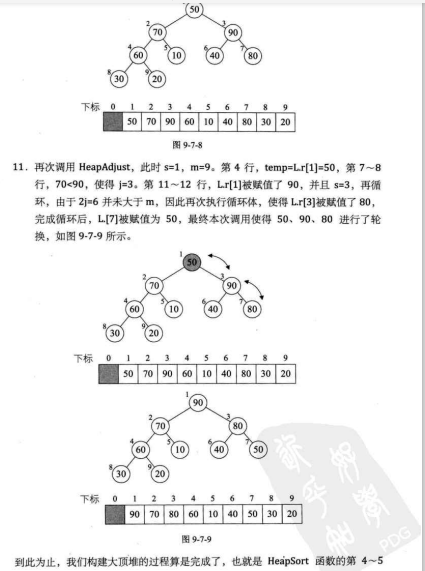 50
2 3
70 90
4 5 6 7
60 10 40 80
8 9
30 20
下标 0 1 2 3 4 5 6 7 8 9
50 70 90 60 10 40 80 30 20
图 9-7-8
11. 再次调用 HeapAdjust，此时 s=1，m=9。第 4 行，temp=L.r[1]=50，第 7～8
行，70<90，使得 j=3。第 11～12 行，L.r[1]被赋值了 90，并且 s=3，再循
环，由于 2j=6 并未大于 m，因此再次执行循环体，使得 L.r[3]被赋值了 80，
完成循环后，L.[7]被赋值为 50，最终本次调用使得 50、90、80 进行了轮
换，如图 9-7-9 所示。
1
50
2 3
70 90
4 5 6 7
60 10 40 80
8 9
30 20
下标 0 1 2 3 4 5 6 7 8 9
50 70 90 60 10 40 80 30 20
1
90
2 3
70 80
4 5 6 7
60 10 40 50
8 9
30 20
下标 0 1 2 3 4 5 6 7 8 9
90 70 80 60 10 40 50 30 20
图 9-7-9
PDG
到此为止，我们构建大顶堆的过程算是完成了，也就是 HeapSort 函数的第 4～5